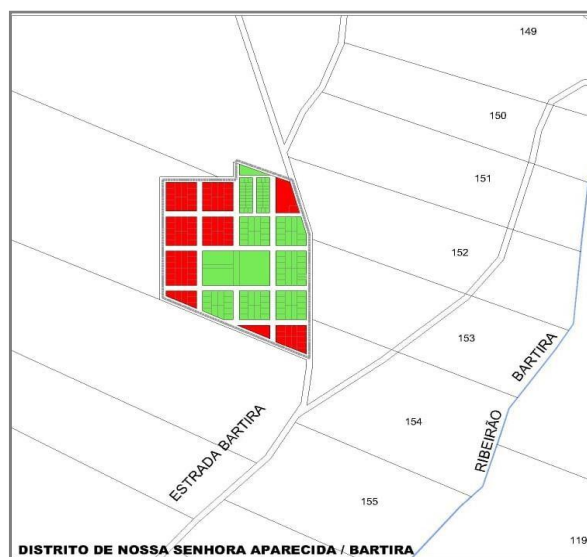 149
150
151
152
153
BARTIRA
154
RIBEIRÃO
ESTRADA BARTIRA
155
119
DISTRITO DE NOSSA SENHORA APARECIDA / BARTIRA